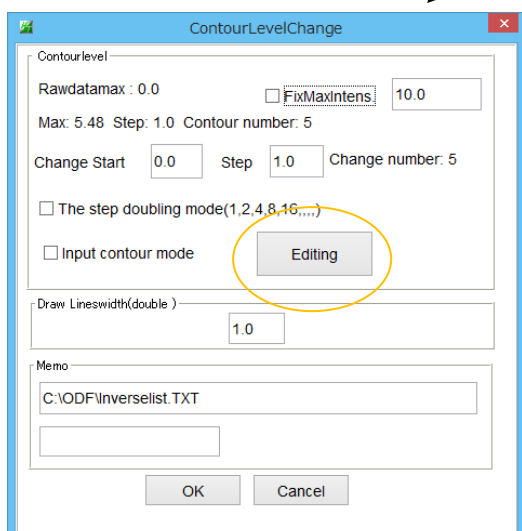 ContourLevelChange
Contourlevel
Rawdatamax : 0.0 FixMaxIntens. 10.0
Max: 5.48 Step: 1.0 Contour number: 5
Change Start 0.0 Step 1.0 Change number: 5
The step doubling mode(1,2,4,8,16,,,,)
Input contour mode Editing
Draw Lineswidth(double )
1.0
Memo
C:\ODF\Inverselist.TXT
OK Cancel